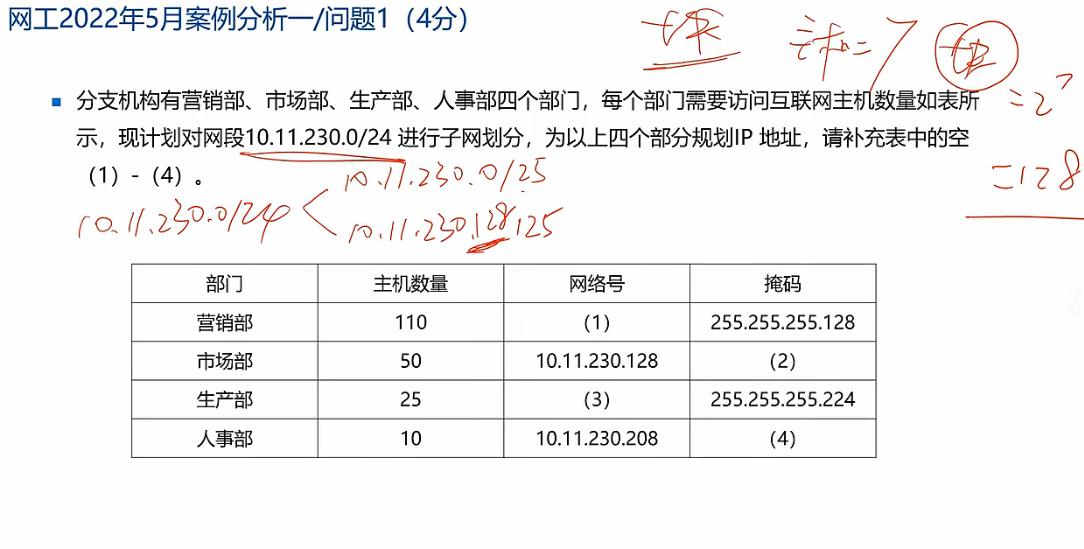 网工2022年5月案例分析一/问题1（4分）
块
主机=7
块
=2⁷
=128
■ 分支机构有营销部、市场部、生产部、人事部四个部门，每个部门需要访问互联网主机数量如表所
示，现计划对网段10.11.230.0/24 进行子网划分，为以上四个部分规划IP 地址，请补充表中的空
（1）-（4）。
10.11.230.0/25
10.11.230.0/24
10.11.230.128/25
部门 主机数量 网络号 掩码
营销部 110 （1） 255.255.255.128
市场部 50 10.11.230.128 （2）
生产部 25 （3） 255.255.255.224
人事部 10 10.11.230.208 （4）